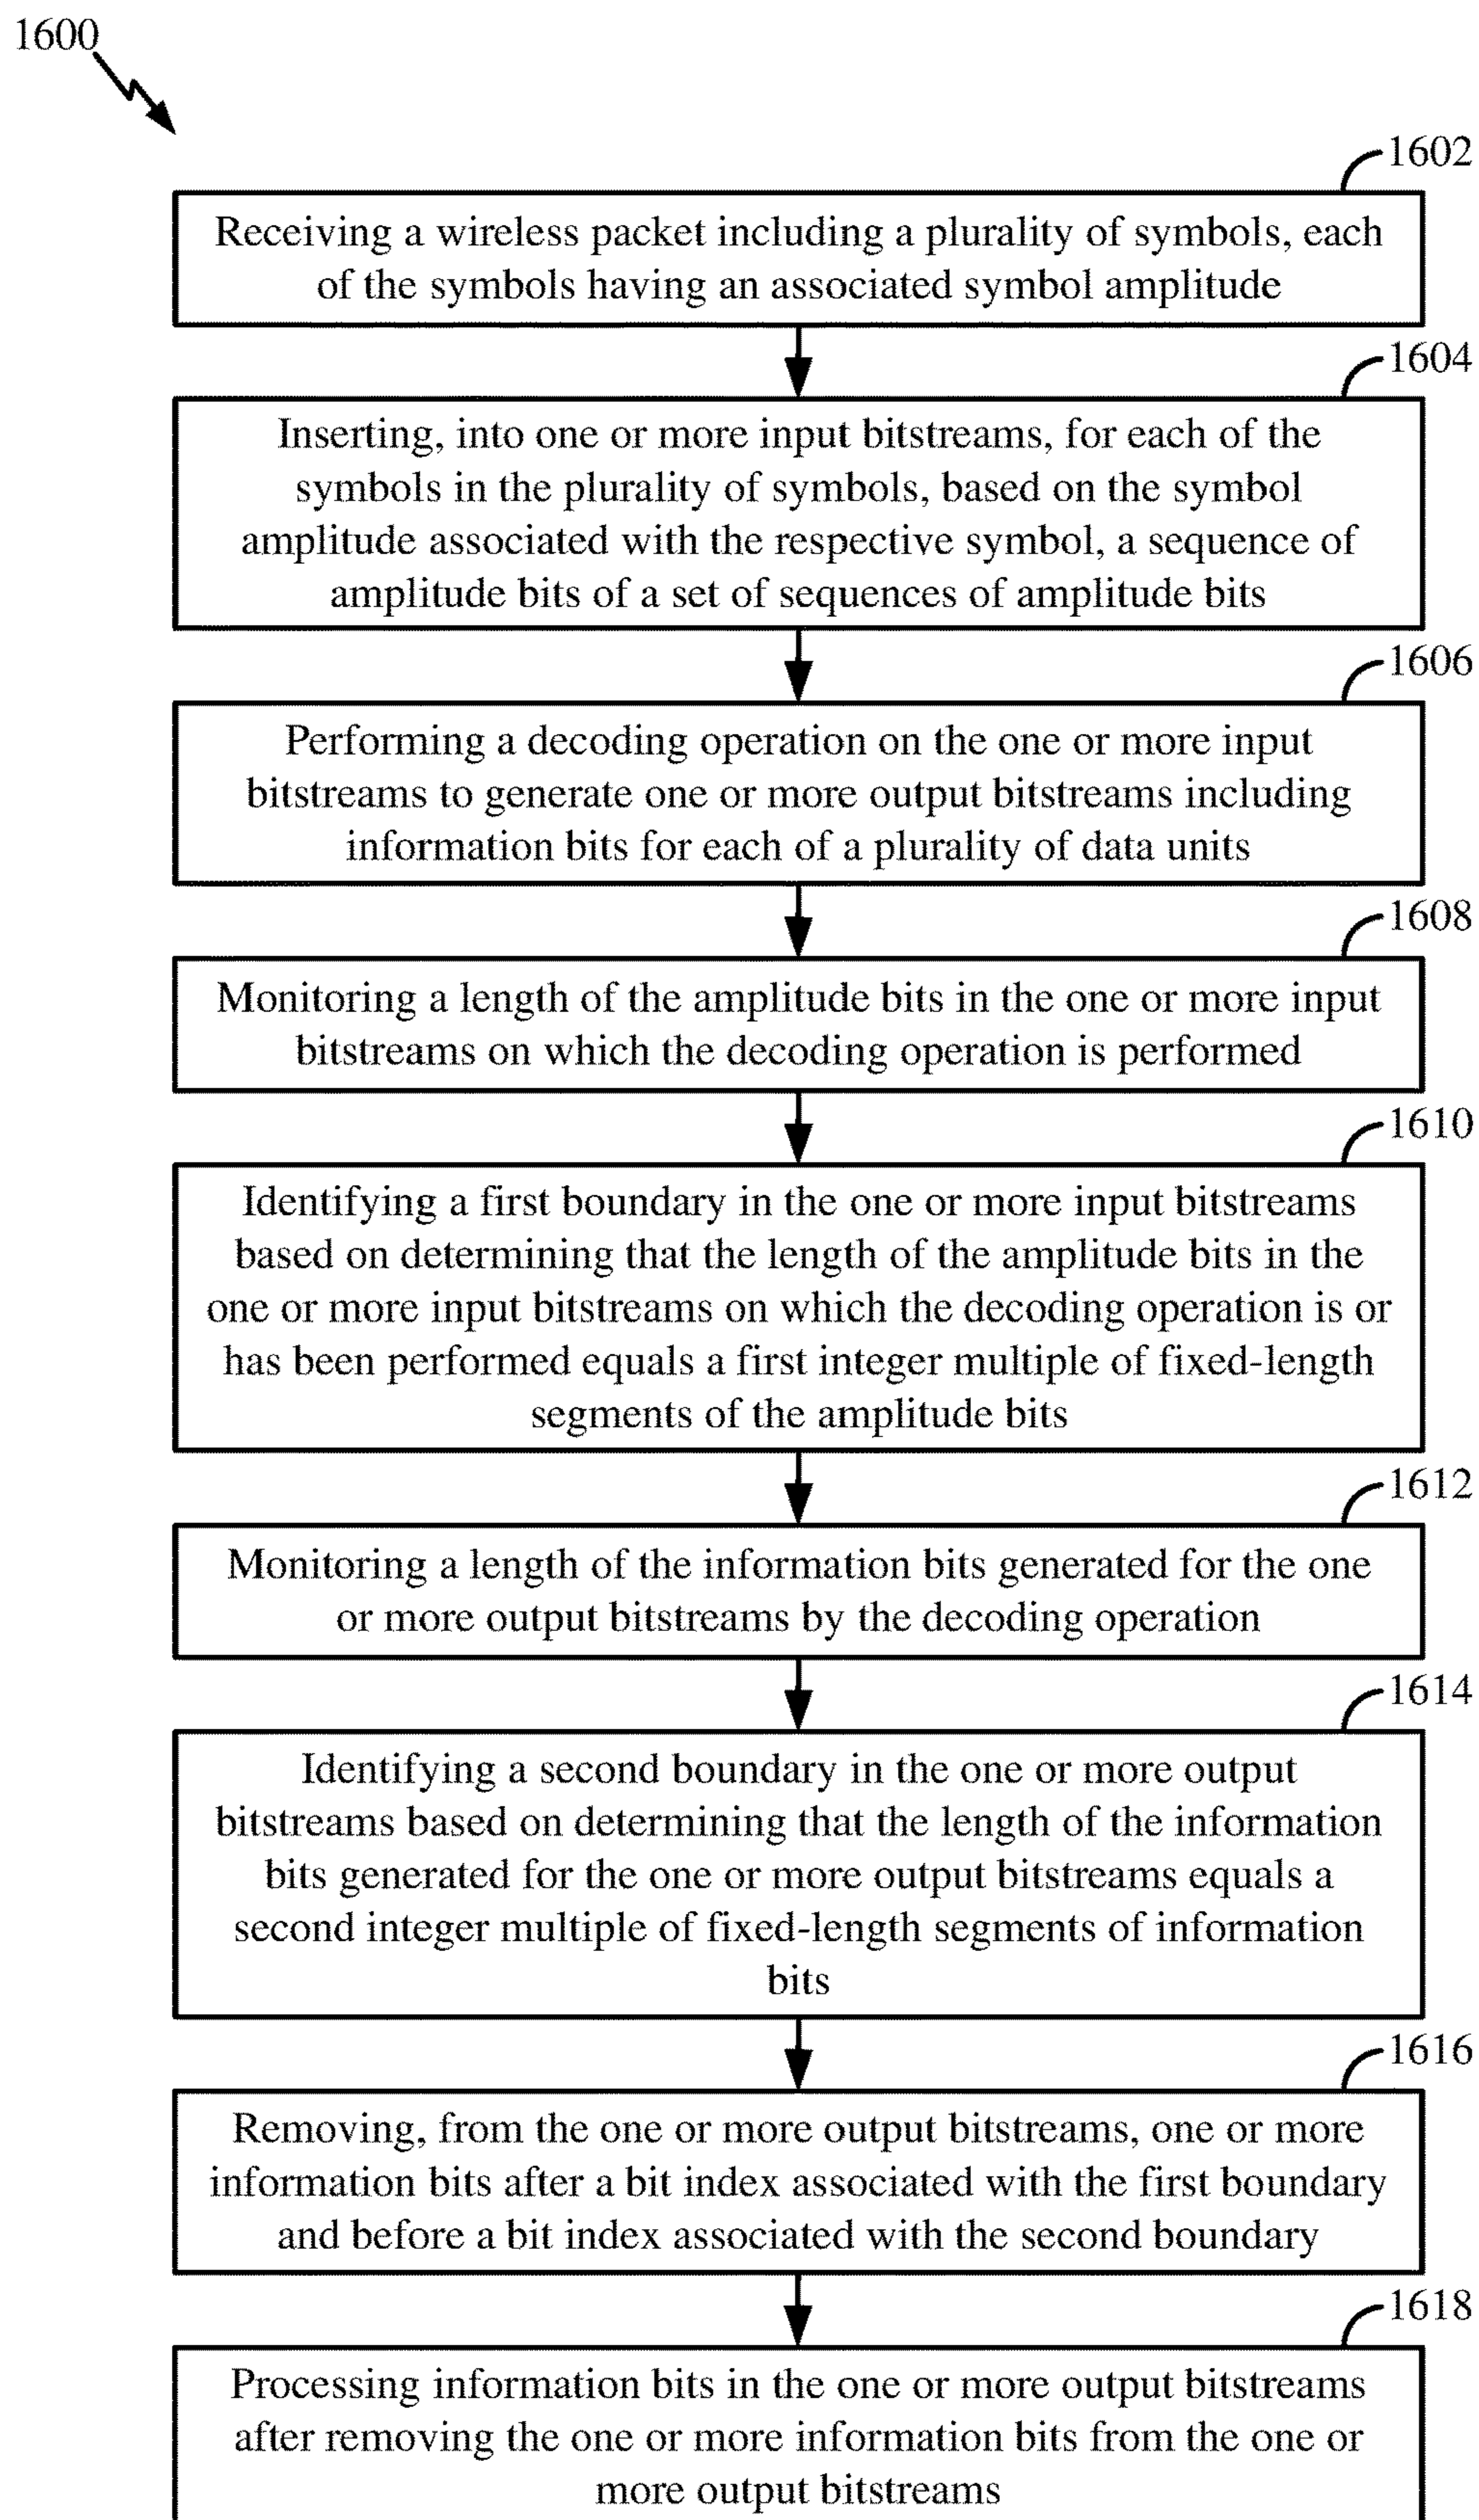 1600
1602
Receiving a wireless packet including a plurality of symbols, each
of the symbols having an associated symbol amplitude
1604
Inserting, into one or more input bitstreams, for each of the
symbols in the plurality of symbols, based on the symbol
amplitude associated with the respective symbol, a sequence of
amplitude bits of a set of sequences of amplitude bits
1606
Performing a decoding operation on the one or more input
bitstreams to generate one or more output bitstreams including
information bits for each of a plurality of data units
1608
Monitoring a length of the amplitude bits in the one or more input
bitstreams on which the decoding operation is performed
1610
Identifying a first boundary in the one or more input bitstreams
based on determining that the length of the amplitude bits in the
one or more input bitstreams on which the decoding operation is or
has been performed equals a first integer multiple of fixed-length
segments of the amplitude bits
1612
Monitoring a length of the information bits generated for the one
or more output bitstreams by the decoding operation
1614
Identifying a second boundary in the one or more output
bitstreams based on determining that the length of the information
bits generated for the one or more output bitstreams equals a
second integer multiple of fixed-length segments of information
bits
1616
Removing, from the one or more output bitstreams, one or more
information bits after a bit index associated with the first boundary
and before a bit index associated with the second boundary
1618
Processing information bits in the one or more output bitstreams
after removing the one or more information bits from the one or
more output bitstreams